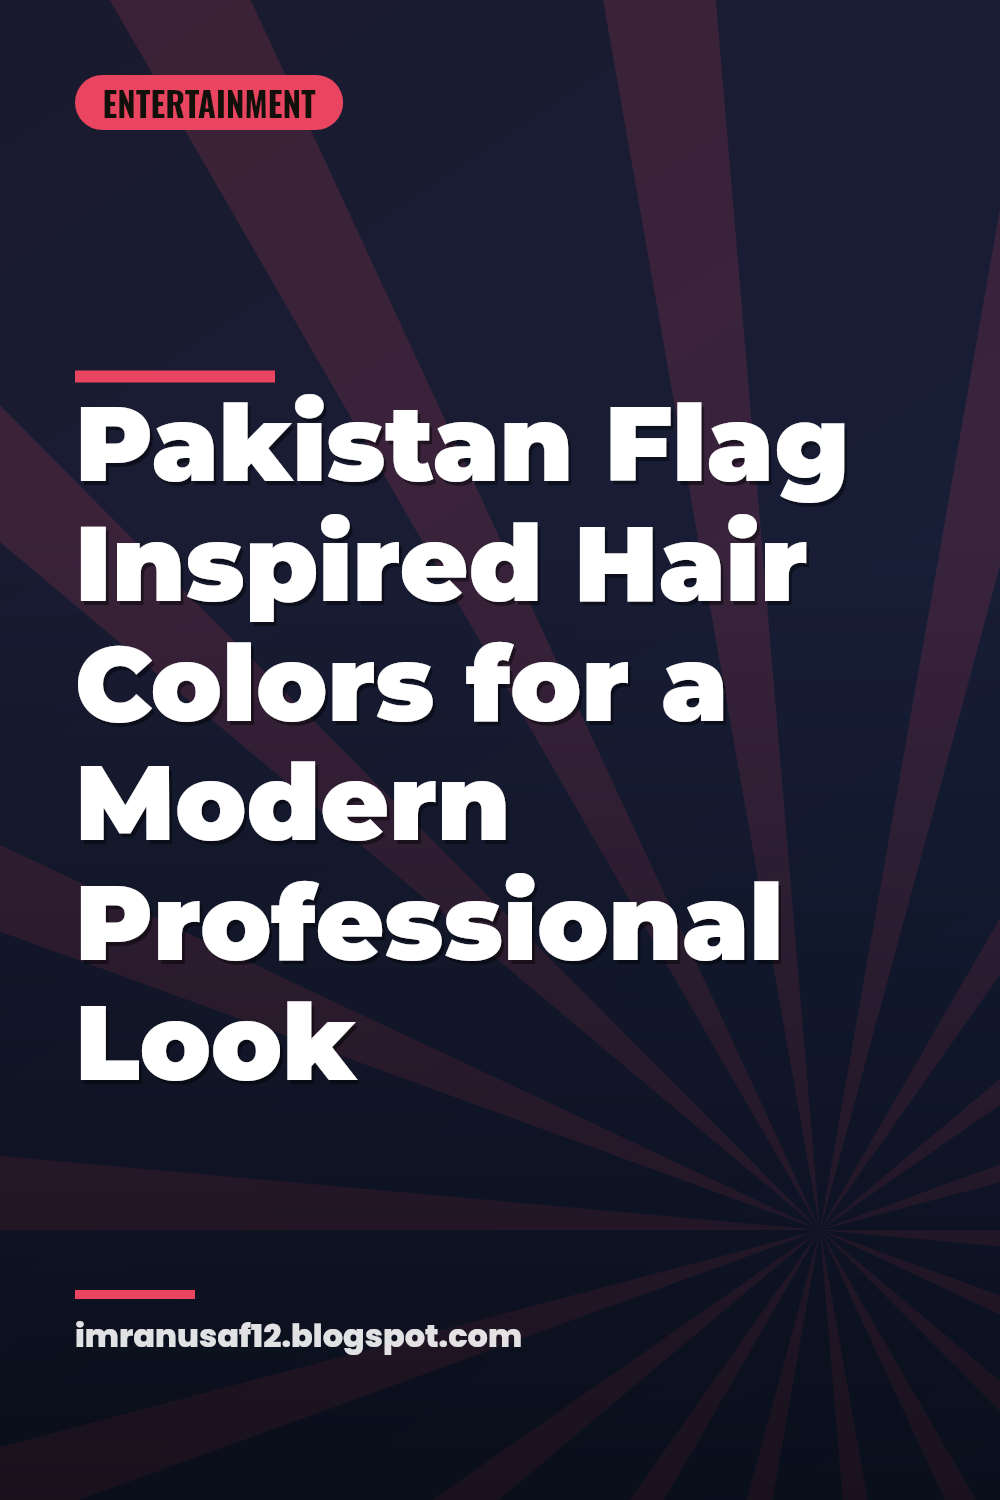 ENTERTAINMENT
Pakistan Flag
Inspired Hair
Colors for a
Modern
Professional
Look
imranusaf12.blogspot.com